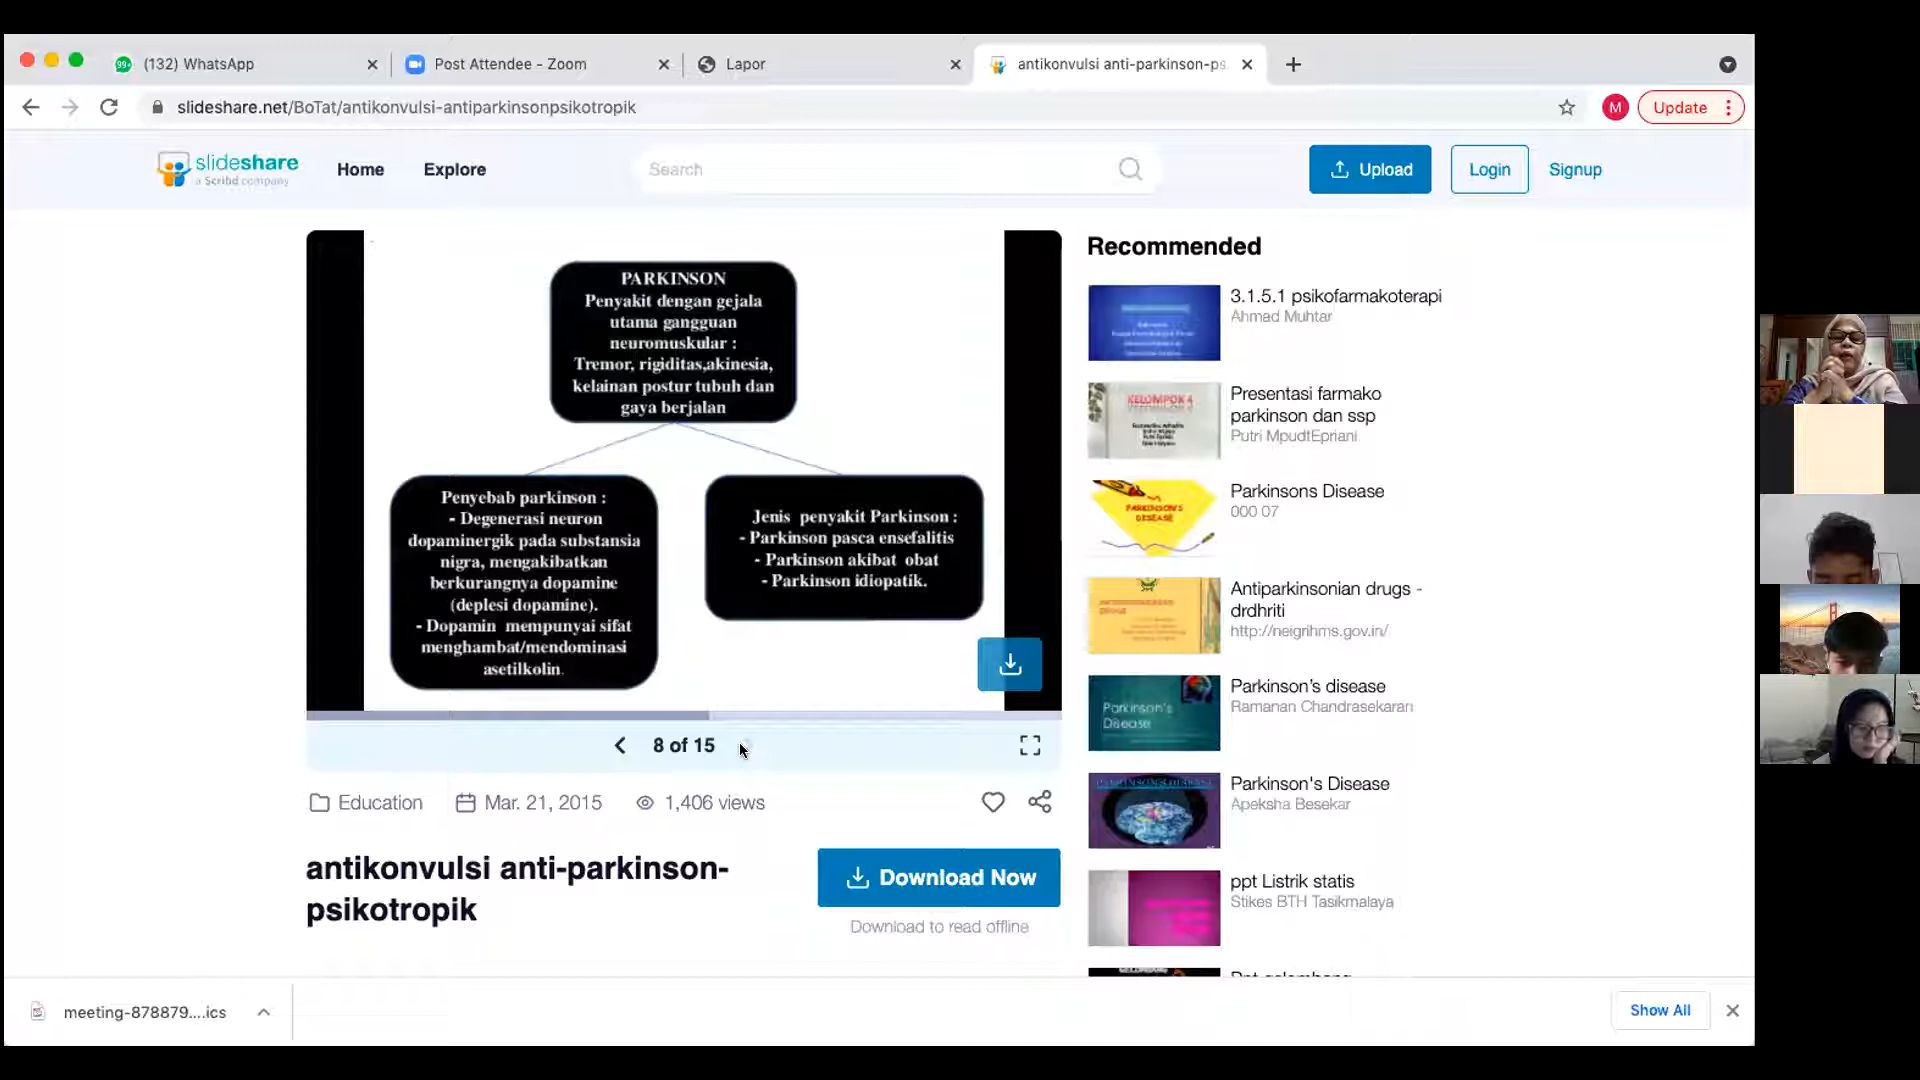 (132) WhatsApp
Post Attendee - Zoom
Lapor
antikonvulsi anti-parkinson-ps
slideshare.net/BoTat/antikonvulsi-antiparkinsonpsikotropik
M
Update
slideshare
a Scribd company
Home
Explore
Search
Upload
Login
Signup
PARKINSON
Penyakit dengan gejala
utama gangguan
neuromuskular :
Tremor, rigiditas,akinesia,
kelainan postur tubuh dan
gaya berjalan
Penyebab parkinson :
- Degenerasi neuron
dopaminergik pada substansia
nigra, mengakibatkan
berkurangnya dopamine
(deplesi dopamine).
- Dopamin mempunyai sifat
menghambat/mendominasi
asetilkolin.
Jenis penyakit Parkinson :
- Parkinson pasca ensefalitis
- Parkinson akibat obat
- Parkinson idiopatik.
8 of 15
Education
Mar. 21, 2015
1,406 views
antikonvulsi anti-parkinson-
psikotropik
Download Now
Download to read offline
Recommended
3.1.5.1 psikofarmakoterapi
Ahmad Muhtar
KELOMPOK 4
Presentasi farmako
parkinson dan ssp
Putri MpudtEpriani
PARKINSON'S
DISEASE
Parkinsons Disease
000 07
Antiparkinsonian drugs -
drdhriti
http://neigrihms.gov.in/
Parkinson's
Disease
Parkinson's disease
Ramanan Chandrasekaran
Parkinson's Disease
Apeksha Besekar
ppt Listrik statis
Stikes BTH Tasikmalaya
meeting-878879....ics
Show All